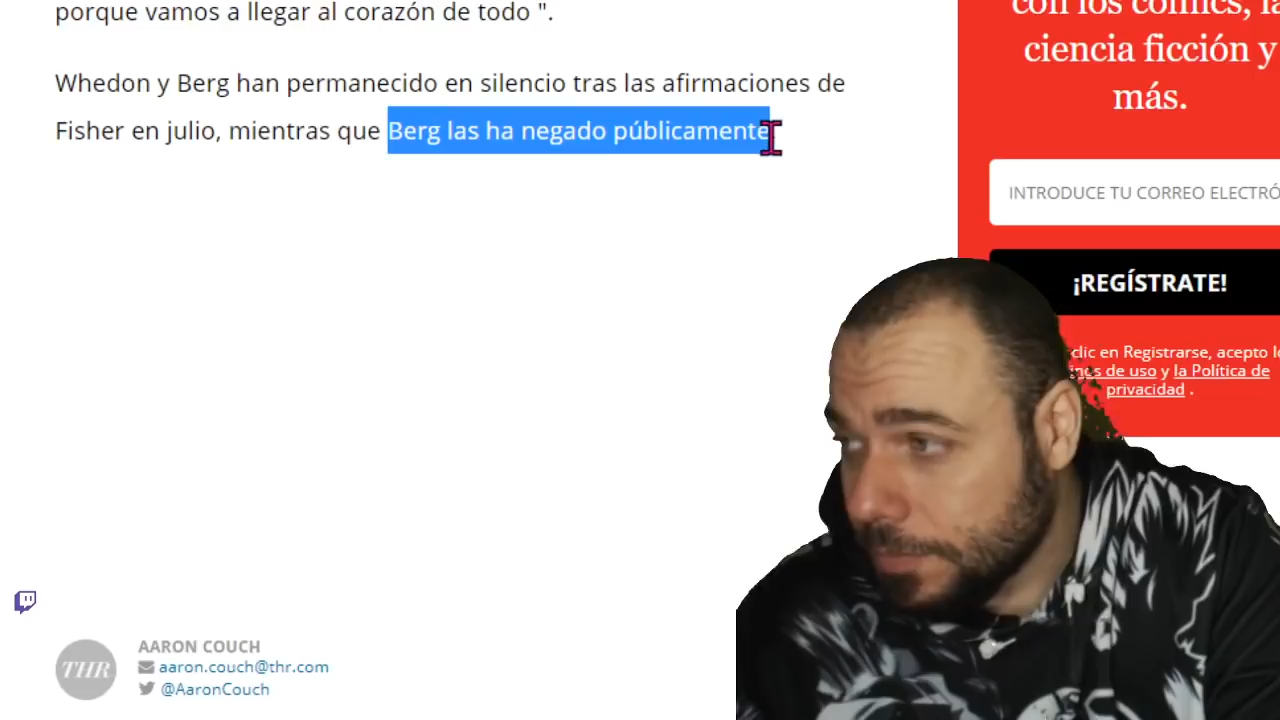 porque vamos a llegar al corazón de todo ".
Whedon y Berg han permanecido en silencio tras las afirmaciones de
Fisher en julio, mientras que Berg las ha negado públicamente
con los cómics, la
ciencia ficción y
más.
INTRODUCE TU CORREO ELECTRÓ
¡REGÍSTRATE!
clic en Registrarse, acepto lo
de uso y la Política de
privacidad .
THR
AARON COUCH
aaron.couch@thr.com
@AaronCouch